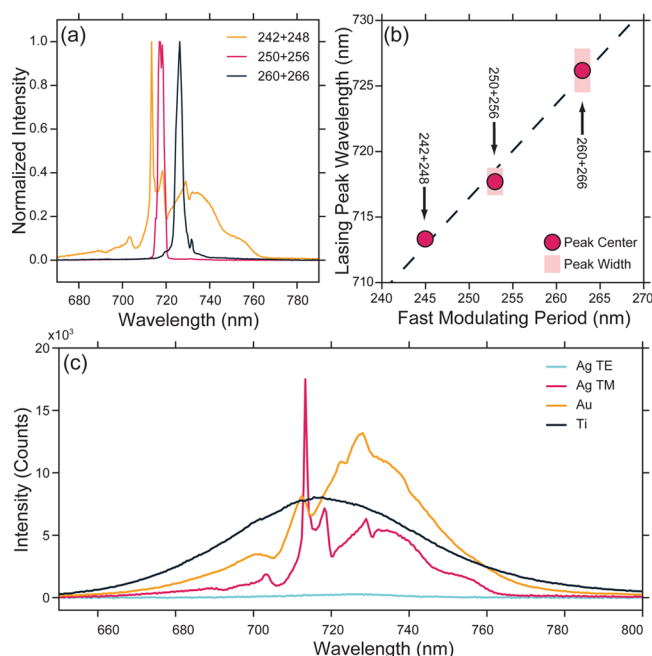 (a)
242+248
250+256
260+266
Normalized Intensity
1.0
0.8
0.6
0.4
0.2
0.0
680 700 720 740 760 780
Wavelength (nm)
(b)
Lasing Peak Wavelength (nm)
725
720
715
710
242+248
250+256
260+266
Peak Center
Peak Width
240 245 250 255 260 265 270
Fast Modulating Period (nm)
×10³
(c)
Ag TE
Ag TM
Au
Ti
Intensity (Counts)
20
15
10
5
0
660 680 700 720 740 760 780 800
Wavelength (nm)